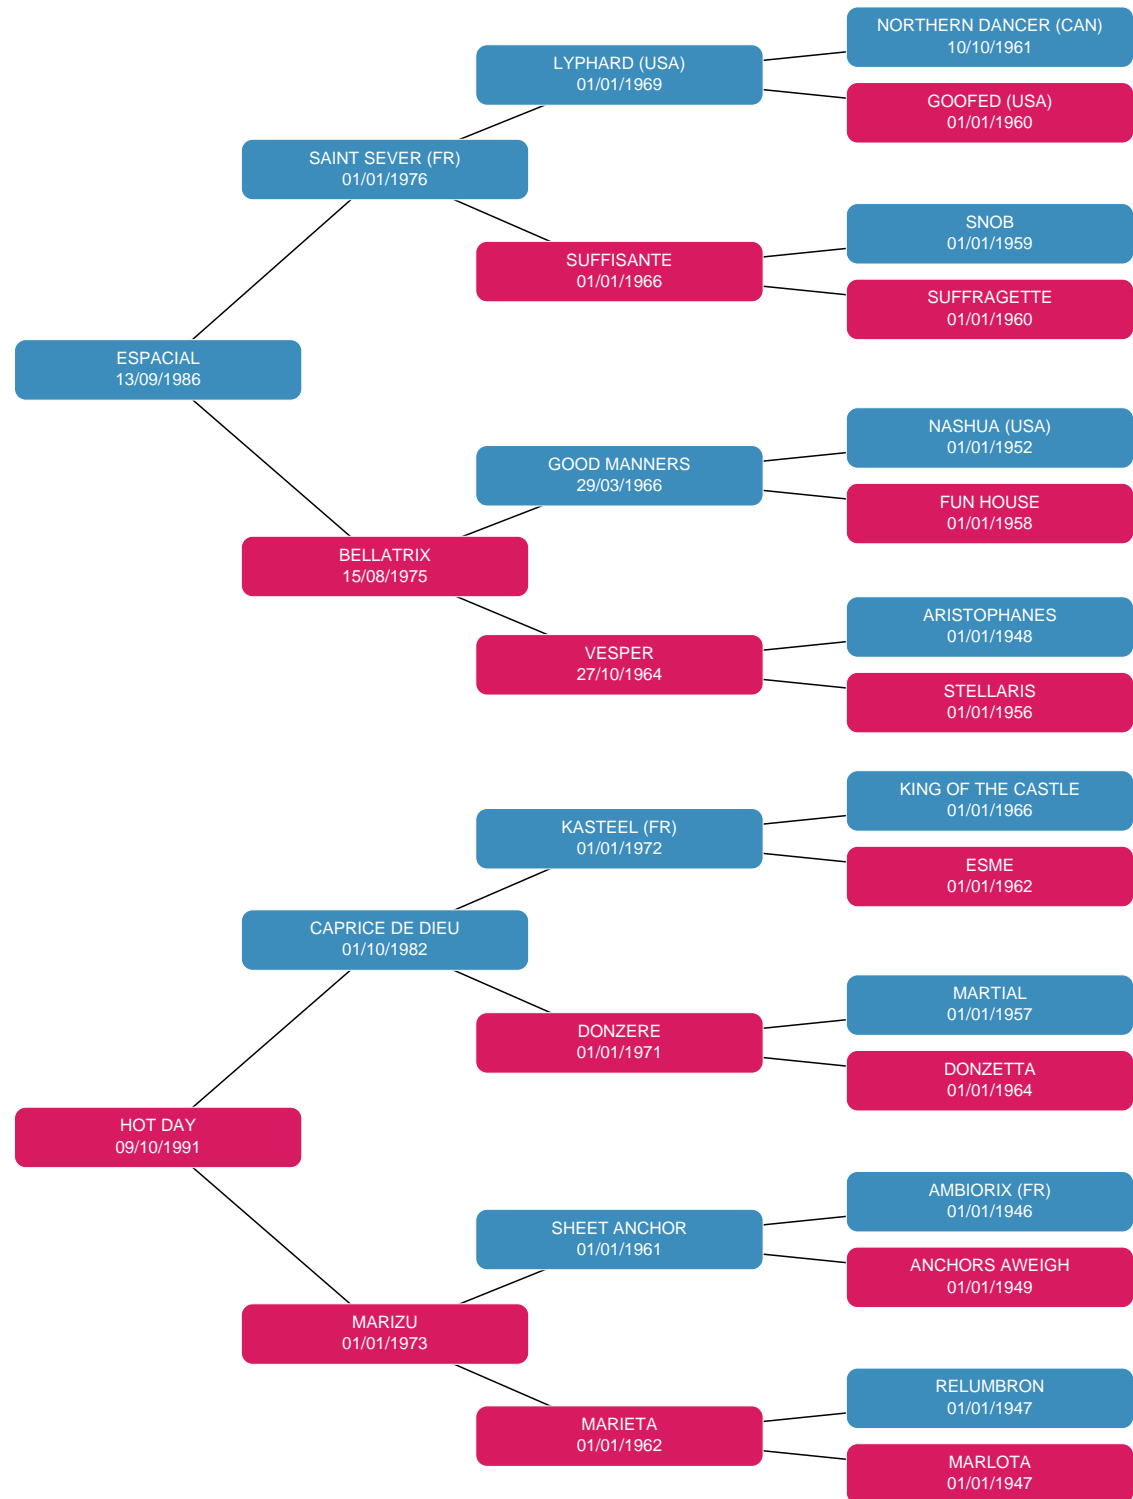 NORTHERN DANCER (CAN)
10/10/1961
LYPHARD (USA)
01/01/1969
GOOFED (USA)
01/01/1960
SAINT SEVER (FR)
01/01/1976
SNOB
01/01/1959
SUFFISANTE
01/01/1966
SUFFRAGETTE
01/01/1960
ESPACIAL
13/09/1986
NASHUA (USA)
01/01/1952
GOOD MANNERS
29/03/1966
FUN HOUSE
01/01/1958
BELLATRIX
15/08/1975
ARISTOPHANES
01/01/1948
VESPER
27/10/1964
STELLARIS
01/01/1956
KING OF THE CASTLE
01/01/1966
KASTEEL (FR)
01/01/1972
ESME
01/01/1962
CAPRICE DE DIEU
01/10/1982
MARTIAL
01/01/1957
DONZERE
01/01/1971
DONZETTA
01/01/1964
HOT DAY
09/10/1991
AMBIORIX (FR)
01/01/1946
SHEET ANCHOR
01/01/1961
ANCHORS AWEIGH
01/01/1949
MARIZU
01/01/1973
RELUMBRON
01/01/1947
MARIETA
01/01/1962
MARLOTA
01/01/1947